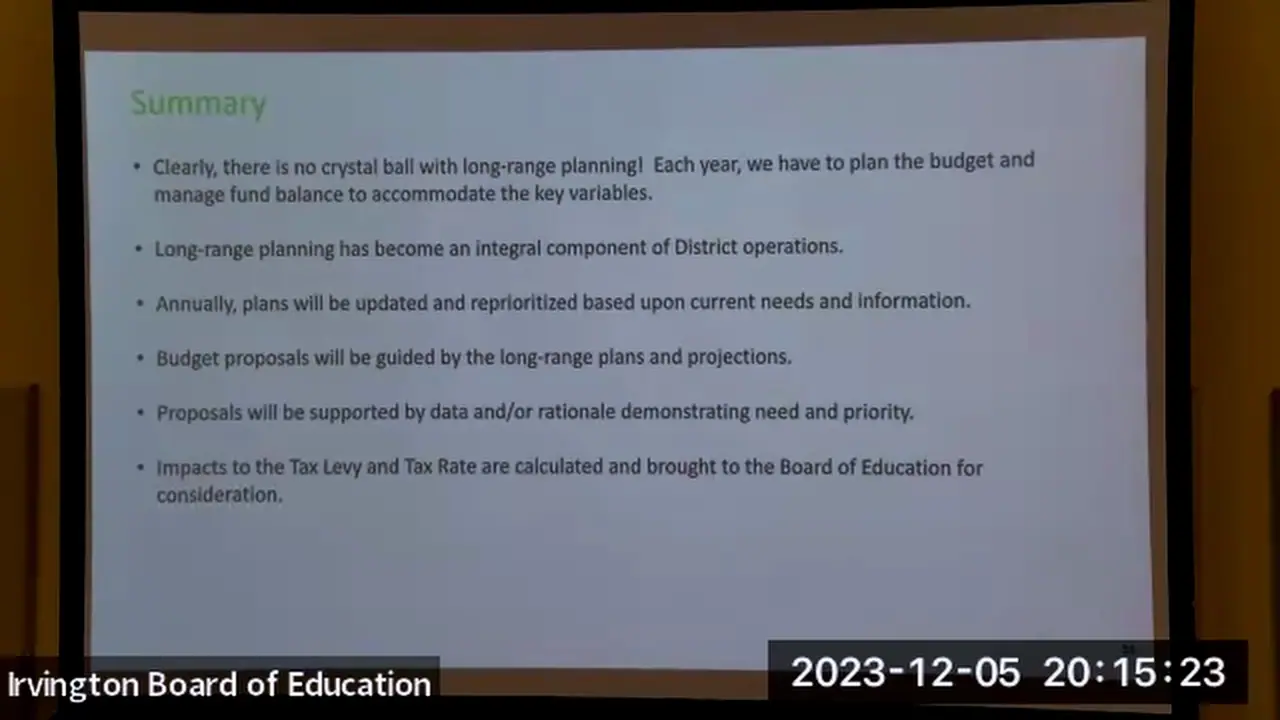 Summary
• Clearly, there is no crystal ball with long-range planning! Each year, we have to plan the budget and
manage fund balance to accommodate the key variables.
• Long-range planning has become an integral component of District operations.
• Annually, plans will be updated and reprioritized based upon current needs and information.
• Budget proposals will be guided by the long-range plans and projections.
• Proposals will be supported by data and/or rationale demonstrating need and priority.
• Impacts to the Tax Levy and Tax Rate are calculated and brought to the Board of Education for
consideration.
Irvington Board of Education
2023-12-05 20:15:23